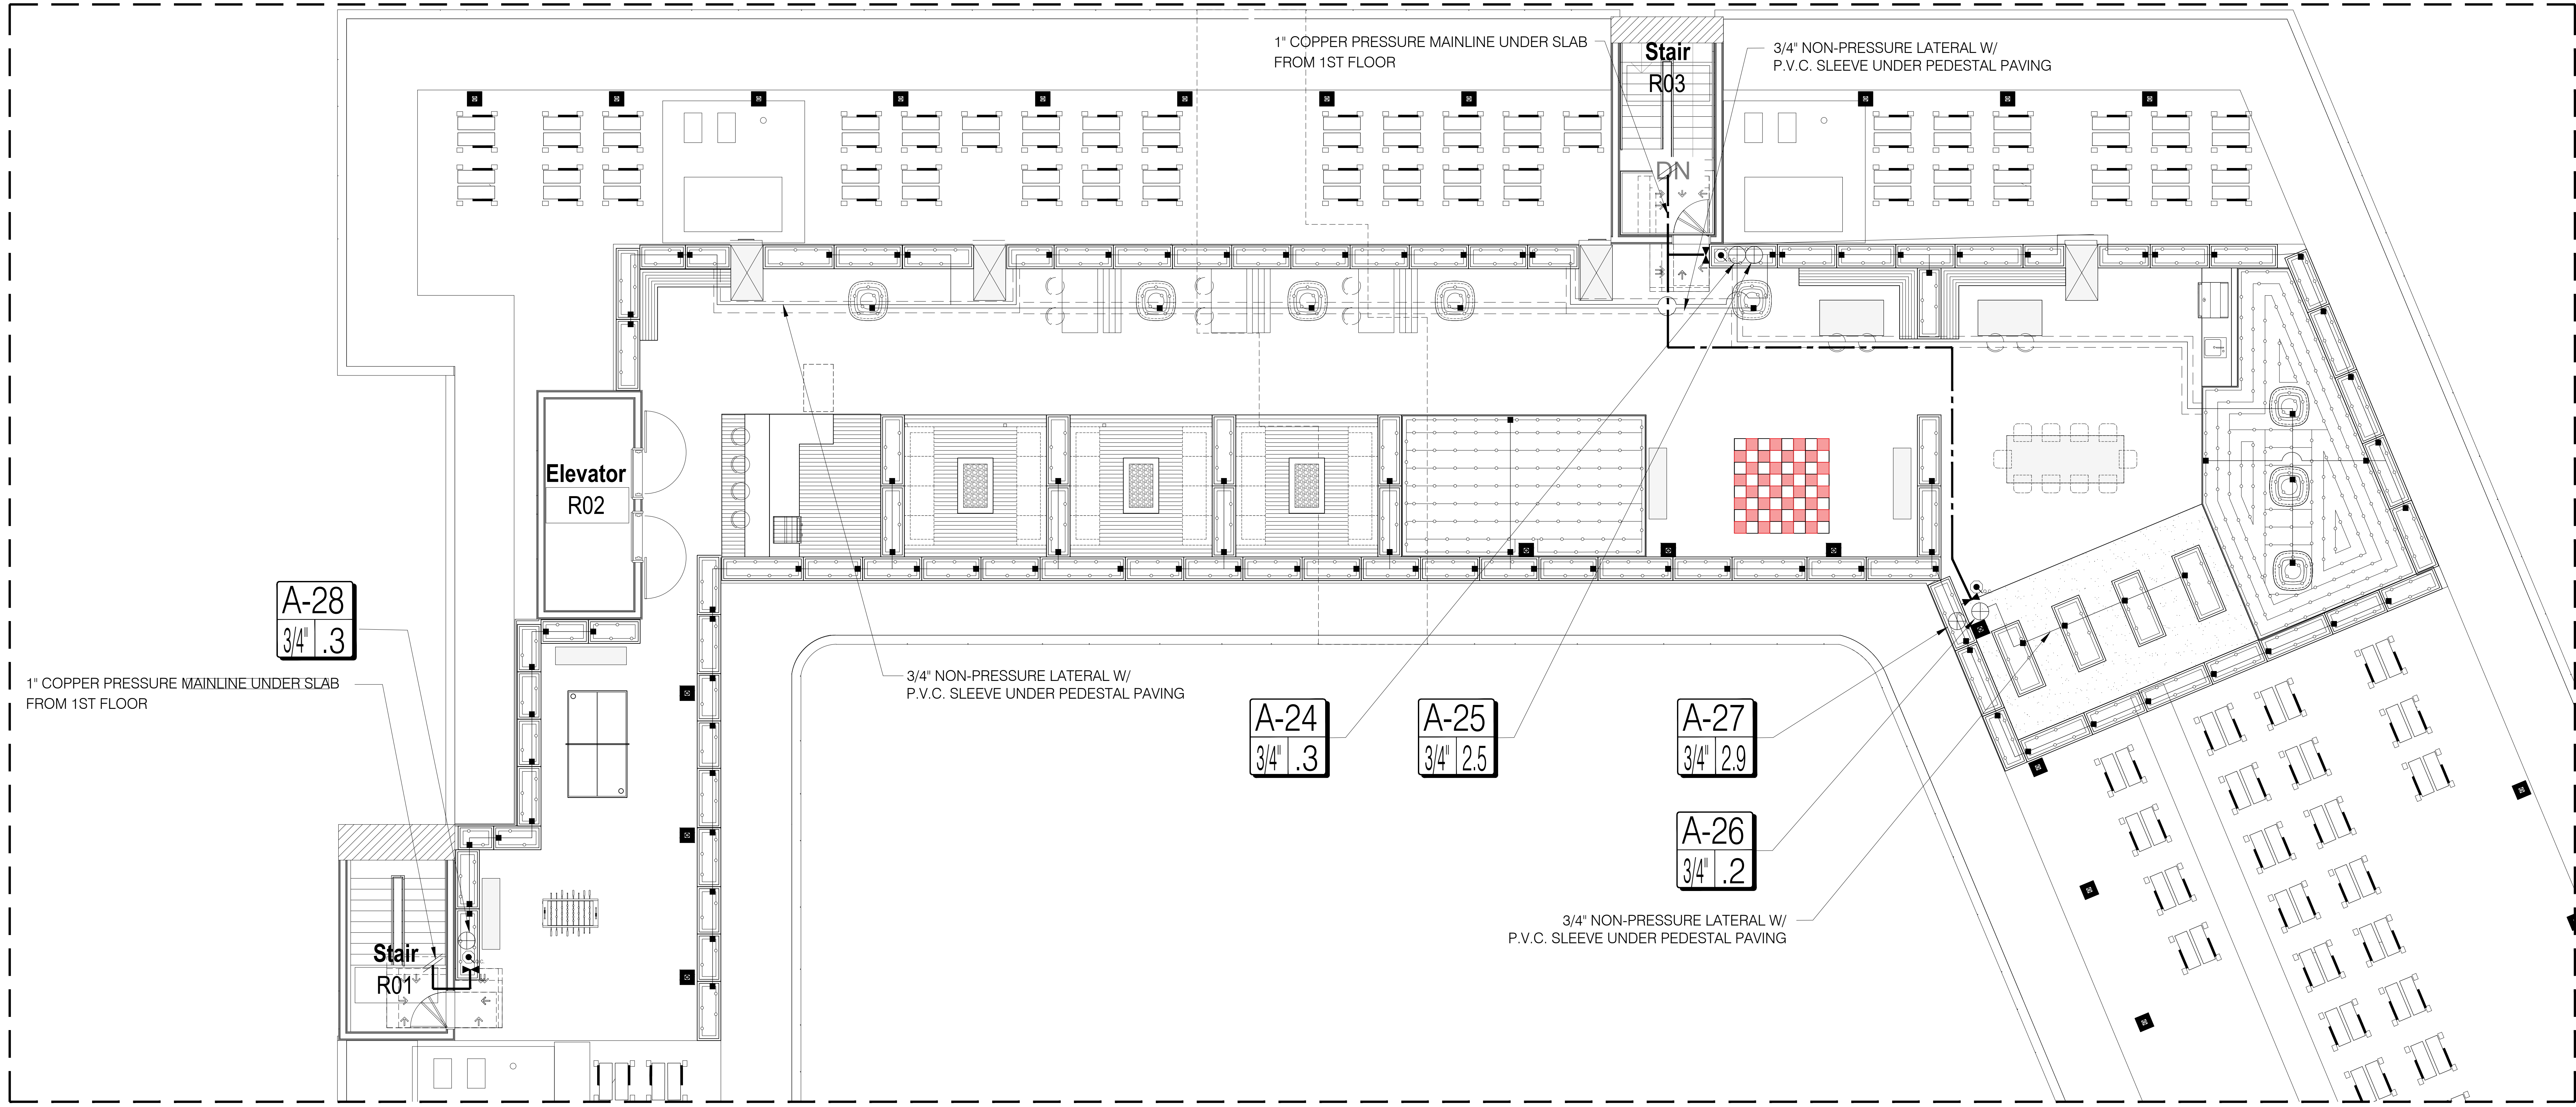 1" COPPER PRESSURE MAINLINE UNDER SLAB
FROM 1ST FLOOR
Stair
R03
3/4" NON-PRESSURE LATERAL W/
P.V.C. SLEEVE UNDER PEDESTAL PAVING
DN
Elevator
R02
A-28
3/4" .3
1" COPPER PRESSURE MAINLINE UNDER SLAB
FROM 1ST FLOOR
3/4" NON-PRESSURE LATERAL W/
P.V.C. SLEEVE UNDER PEDESTAL PAVING
A-24
3/4" .3
A-25
3/4" 2.5
A-27
3/4" 2.9
A-26
3/4" .2
3/4" NON-PRESSURE LATERAL W/
P.V.C. SLEEVE UNDER PEDESTAL PAVING
Stair
R01